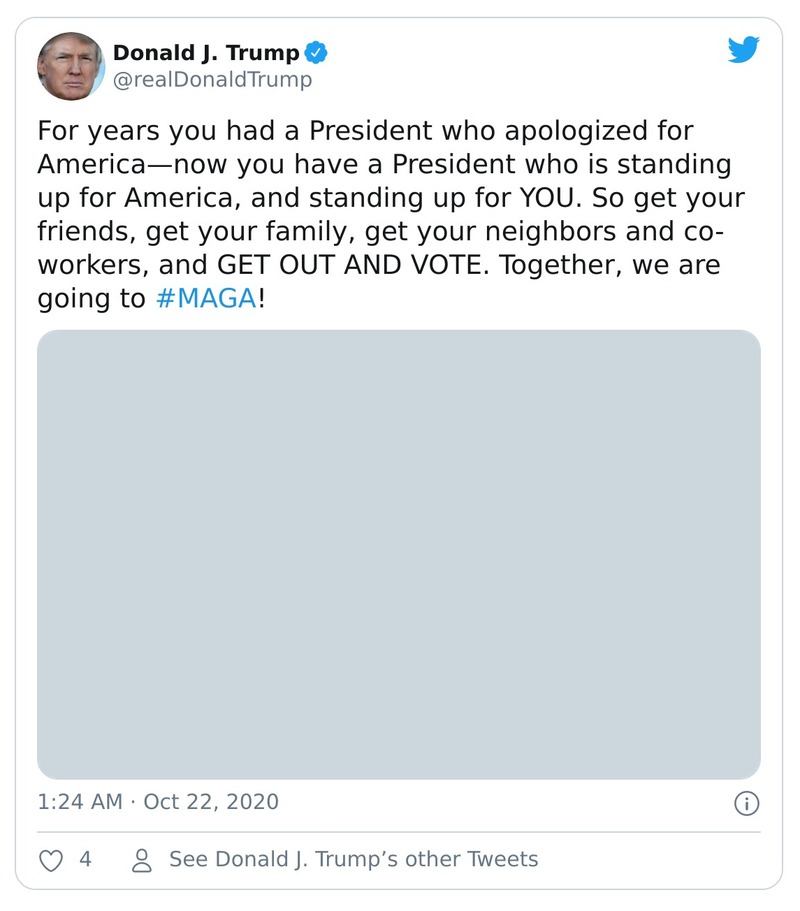 Donald J. Trump
@realDonaldTrump
For years you had a President who apologized for
America—now you have a President who is standing
up for America, and standing up for YOU. So get your
friends, get your family, get your neighbors and co-
workers, and GET OUT AND VOTE. Together, we are
going to #MAGA!
1:24 AM · Oct 22, 2020
4
See Donald J. Trump’s other Tweets